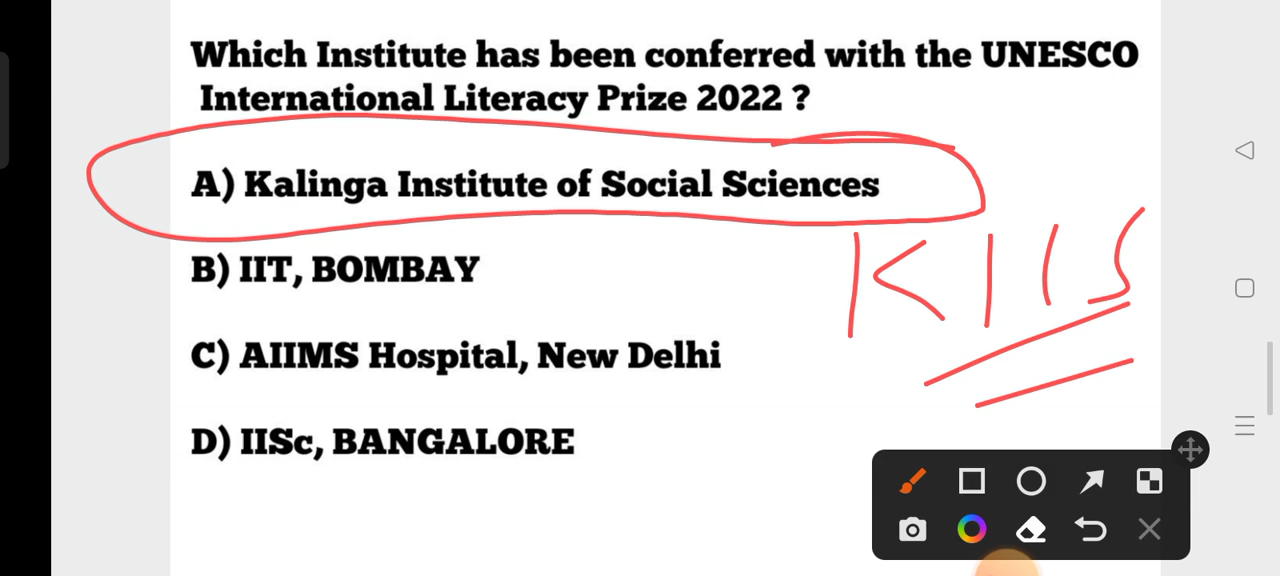 Which Institute has been conferred with the UNESCO
International Literacy Prize 2022 ?
A) Kalinga Institute of Social Sciences
B) IIT, BOMBAY
KIIS
C) AIIMS Hospital, New Delhi
D) IISc, BANGALORE